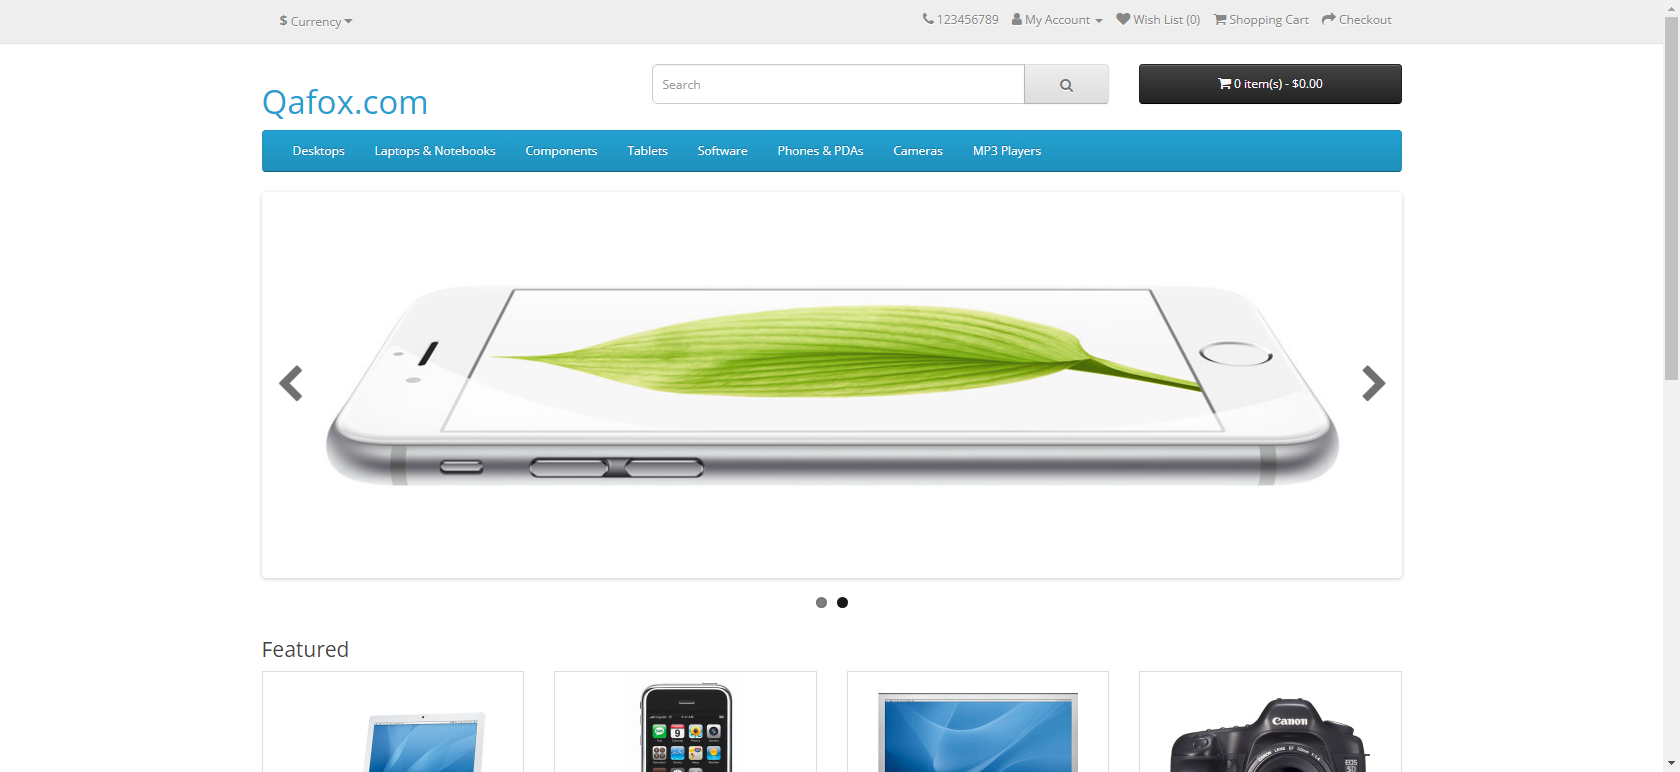 $ Currency
123456789 My Account Wish List (0) Shopping Cart Checkout
Qafox.com
Search
0 item(s) - $0.00
Desktops Laptops & Notebooks Components Tablets Software Phones & PDAs Cameras MP3 Players
Featured
Canon